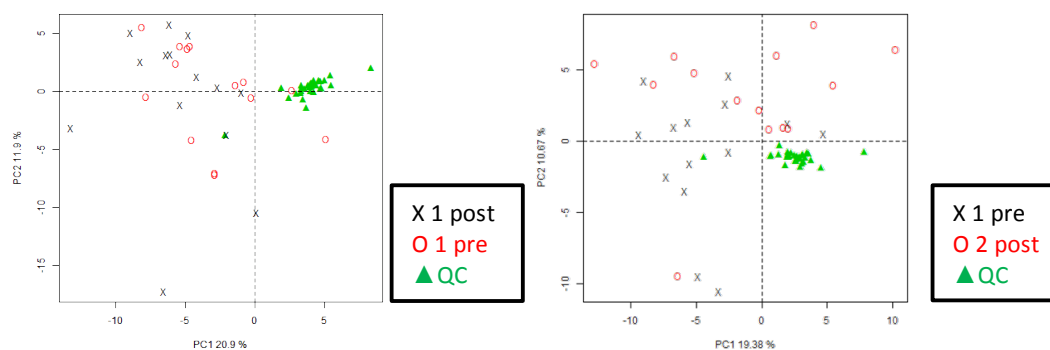 5
0
-5
-10
-15
PC2 11.9 %
-10
-5
0
5
PC1 20.9 %
X 1 post
O 1 pre
▲ QC
5
0
-5
-10
PC2 10.67 %
-10
-5
0
5
10
PC1 19.38 %
X 1 pre
O 2 post
▲ QC